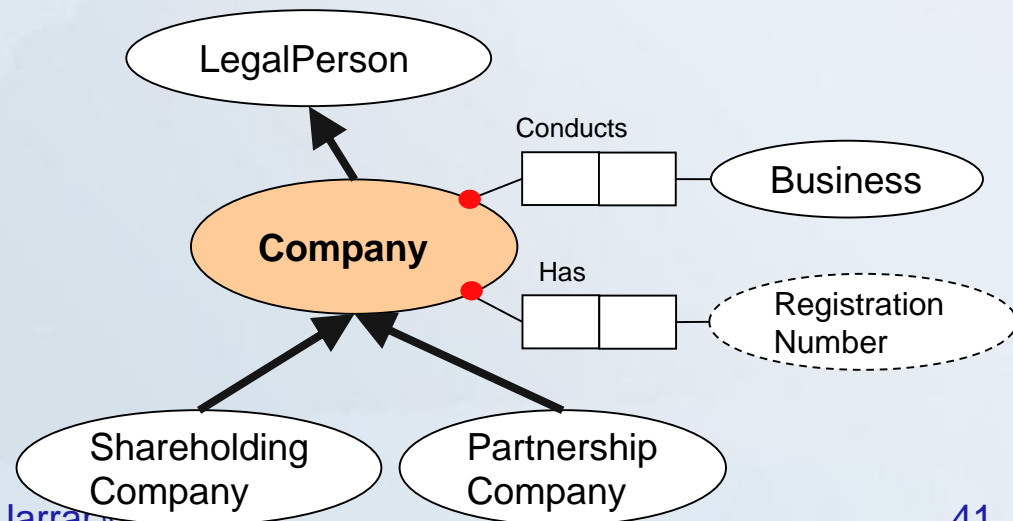 LegalPerson
Conducts
Business
Company
Has
Registration
Number
Shareholding
Company
Partnership
Company
41